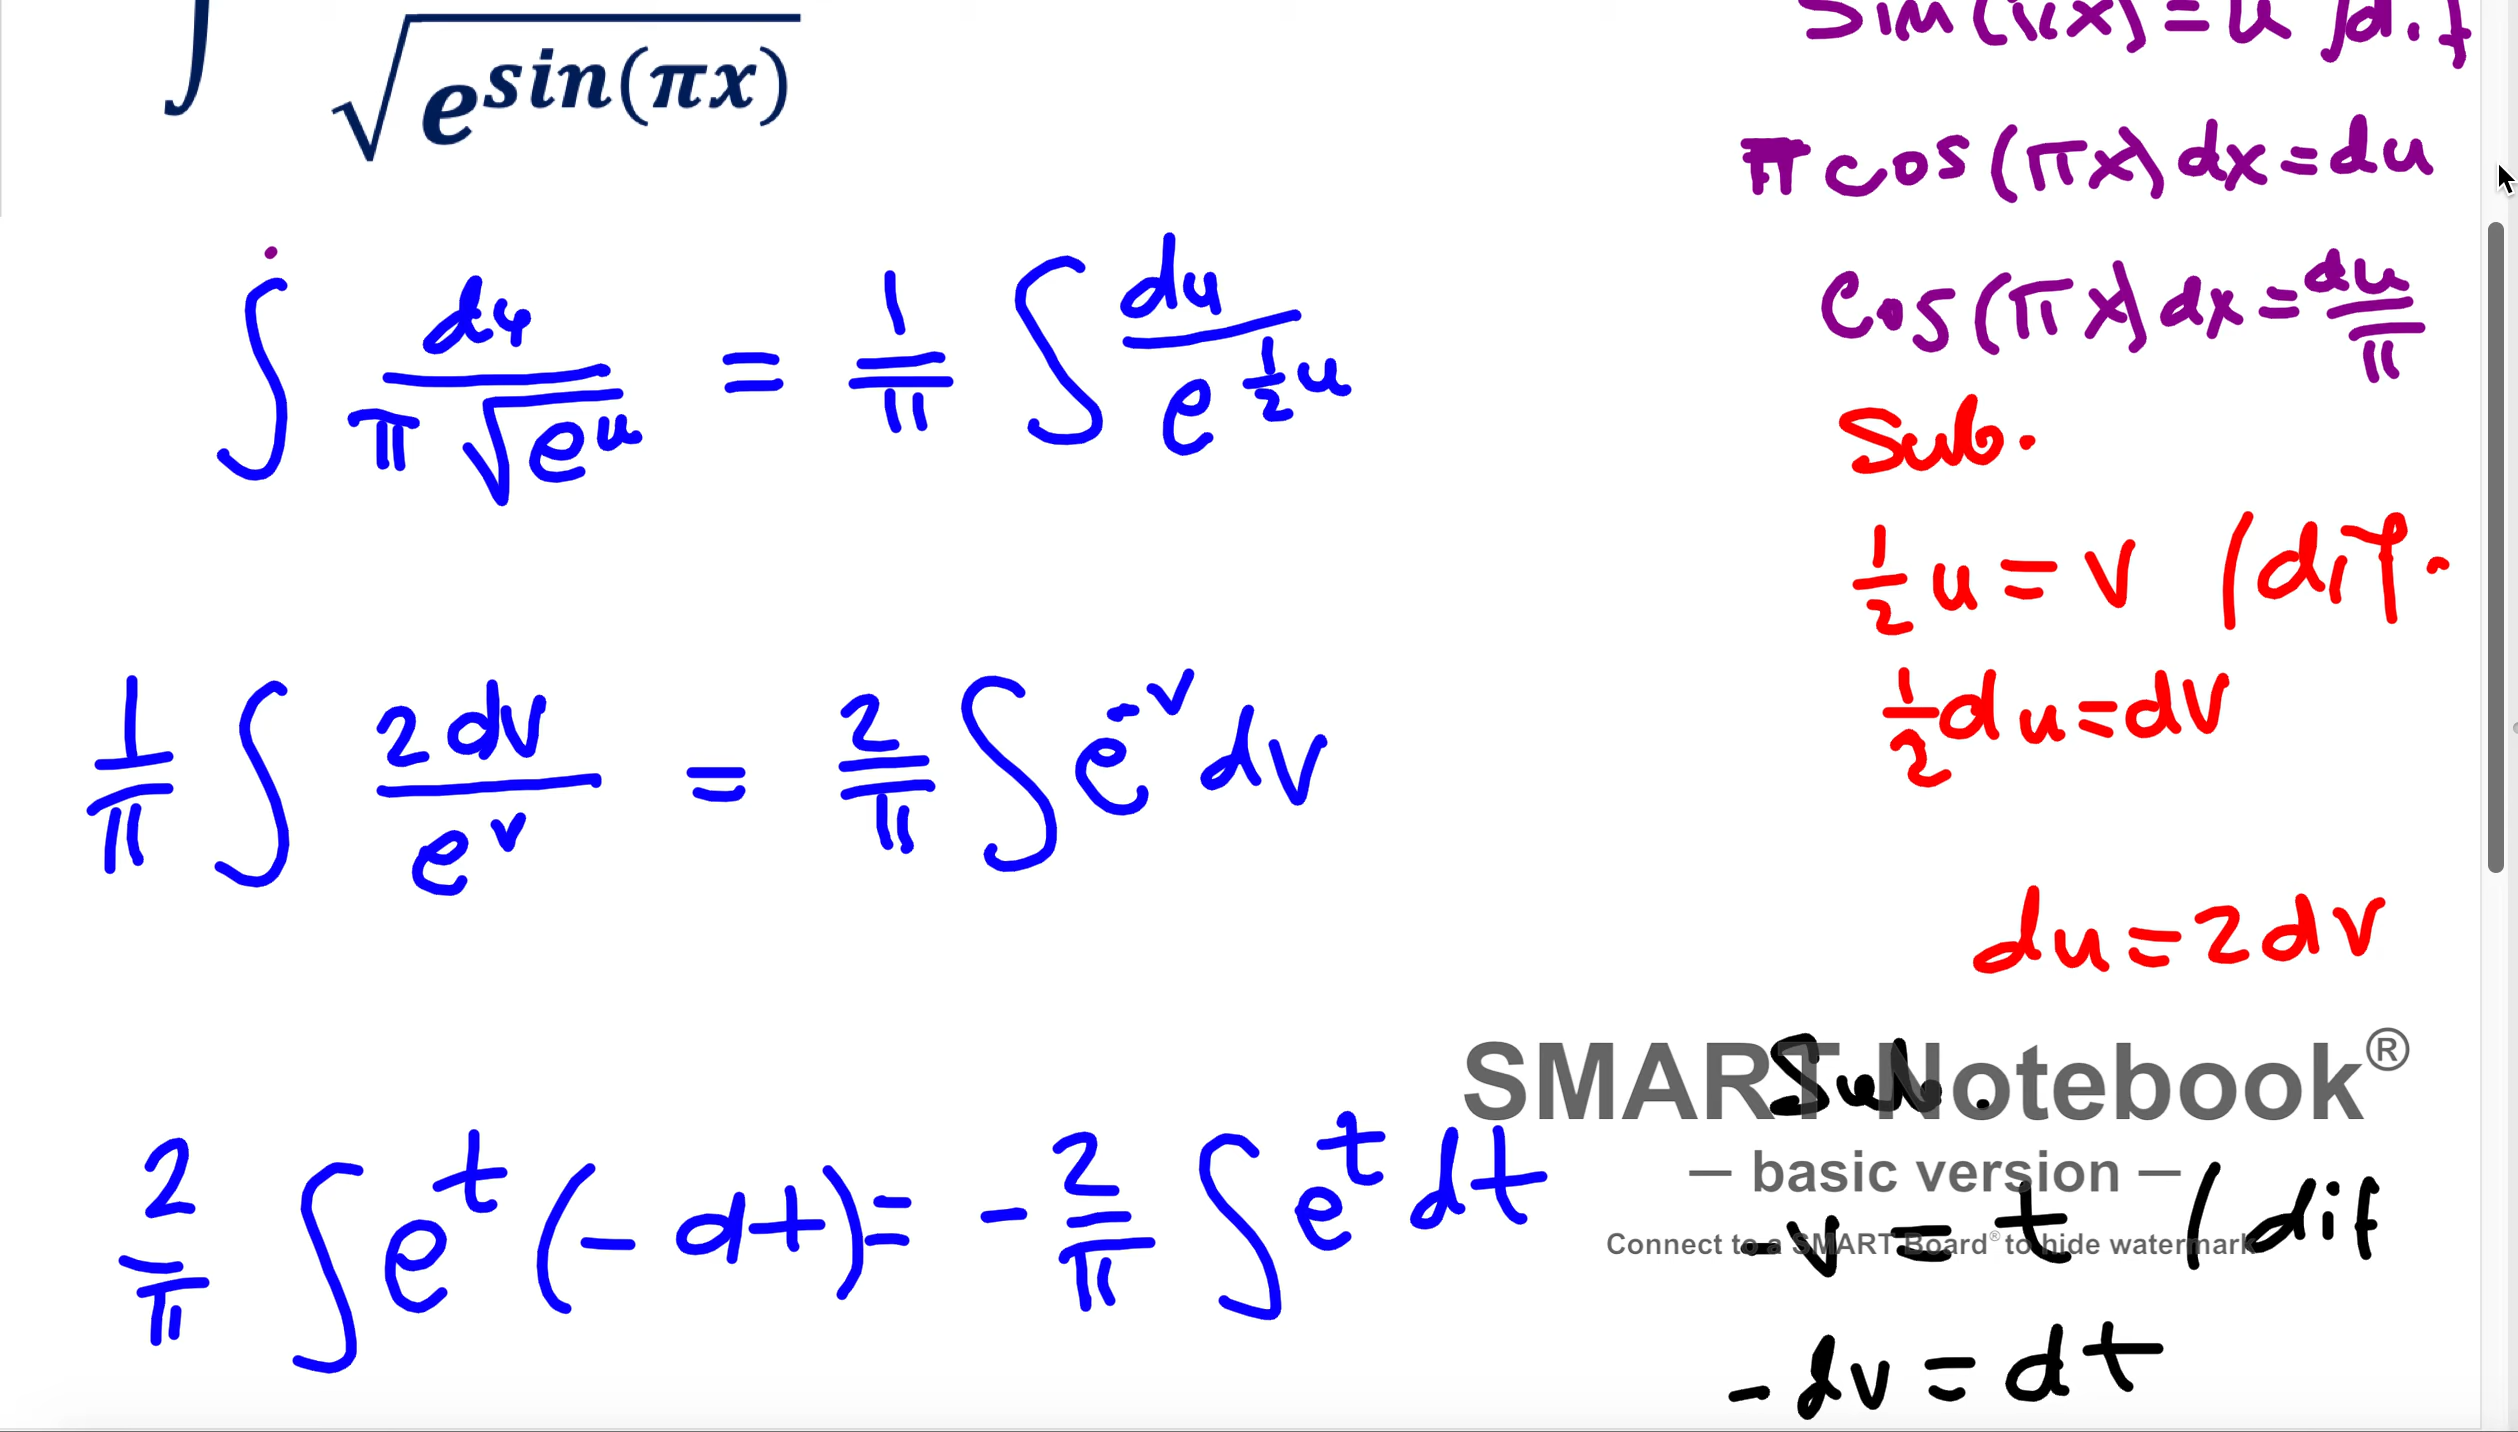 ∫ √(e^sin(πx))
sin(πx) = u /d.f
π cos(πx) dx = du
cos(πx) dx = du/π
∫ du/(π√(e^u)) = 1/π ∫ du/e^(1/2 u)
Sub.
1/2 u = v /dif.
1/2 du = dv
1/π ∫ 2dv/e^v = 2/π ∫ e^-v dv
du = 2dv
SMART Notebook®
— basic version —
Connect to a SMART Board® to hide watermark
Sub.
-v = t /dif
2/π ∫ e^t (-dt) = -2/π ∫ e^t dt
-dv = dt